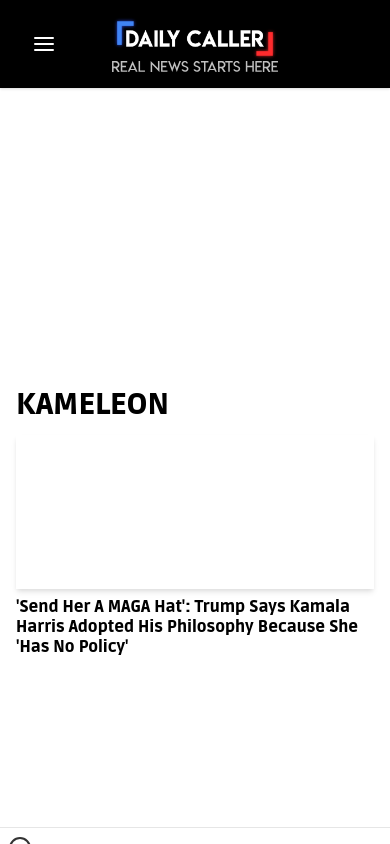 DAILY CALLER
REAL NEWS STARTS HERE
KAMELEON
'Send Her A MAGA Hat': Trump Says Kamala
Harris Adopted His Philosophy Because She
'Has No Policy'